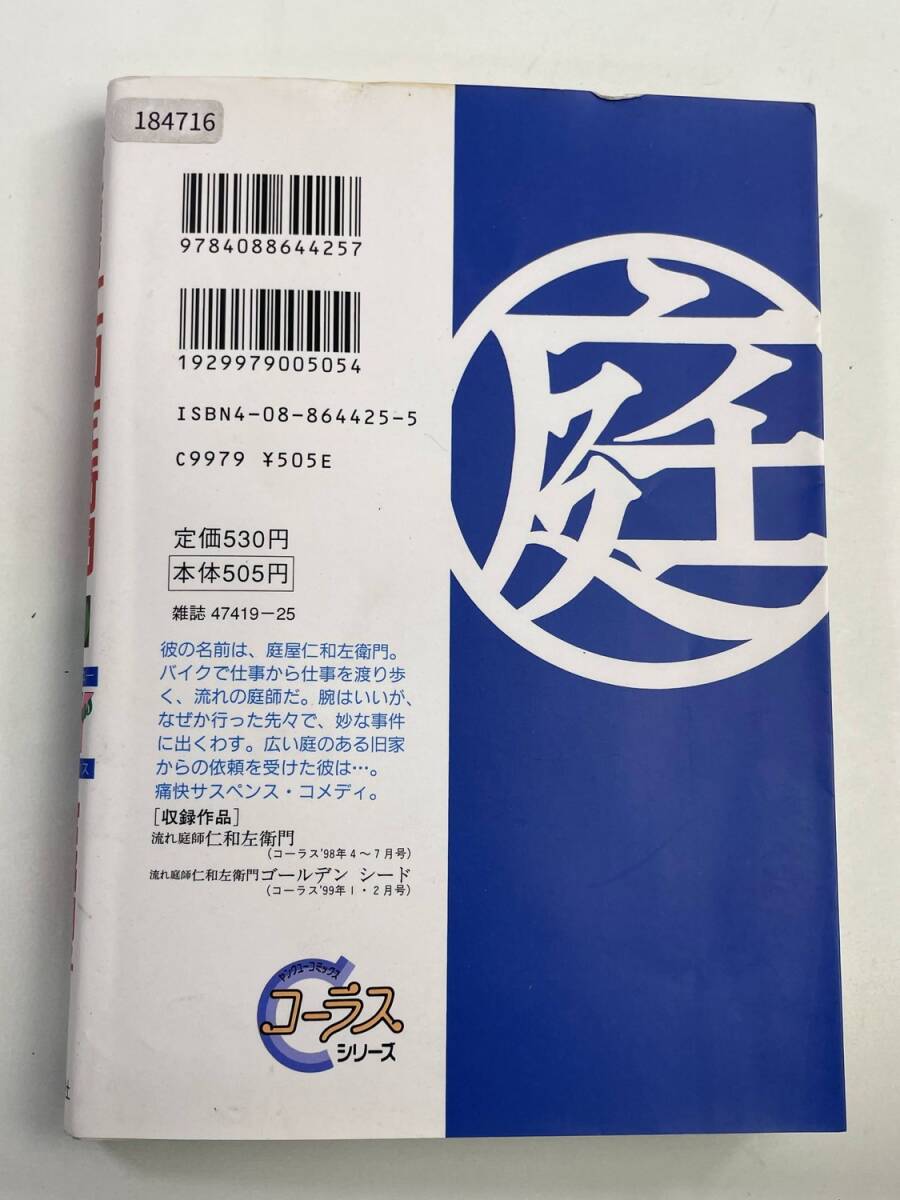 184716
9784088644257
1929979005054
ISBN4-08-864425-5
C9979 ¥505E
定価530円
本体505円
雑誌 47419-25
彼の名前は、庭屋仁和左衛門。
バイクで仕事から仕事を渡り歩
く、流れの庭師だ。腕はいいが、
なぜか行った先々で、妙な事件
に出くわす。広い庭のある旧家
からの依頼を受けた彼は…。
痛快サスペンス・コメディ。
[収録作品]
流れ庭師仁和左衛門
(コーラス'98年4〜7月号)
流れ庭師仁和左衛門ゴールデン シード
(コーラス'99年1・2月号)
ヤングユーコミックス
コーラス
シリーズ
庭